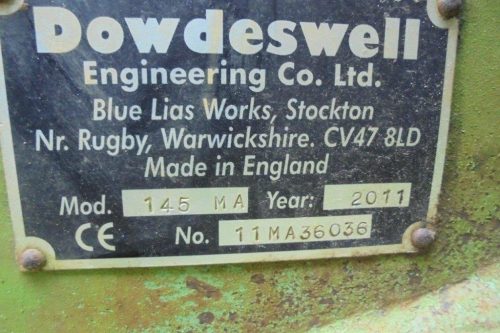 Dowdeswell
Engineering Co. Ltd.
Blue Lias Works, Stockton
Nr. Rugby, Warwickshire. CV47 8LD
Made in England
Mod. 145 MA Year: 2011
CE No. 11MA36036